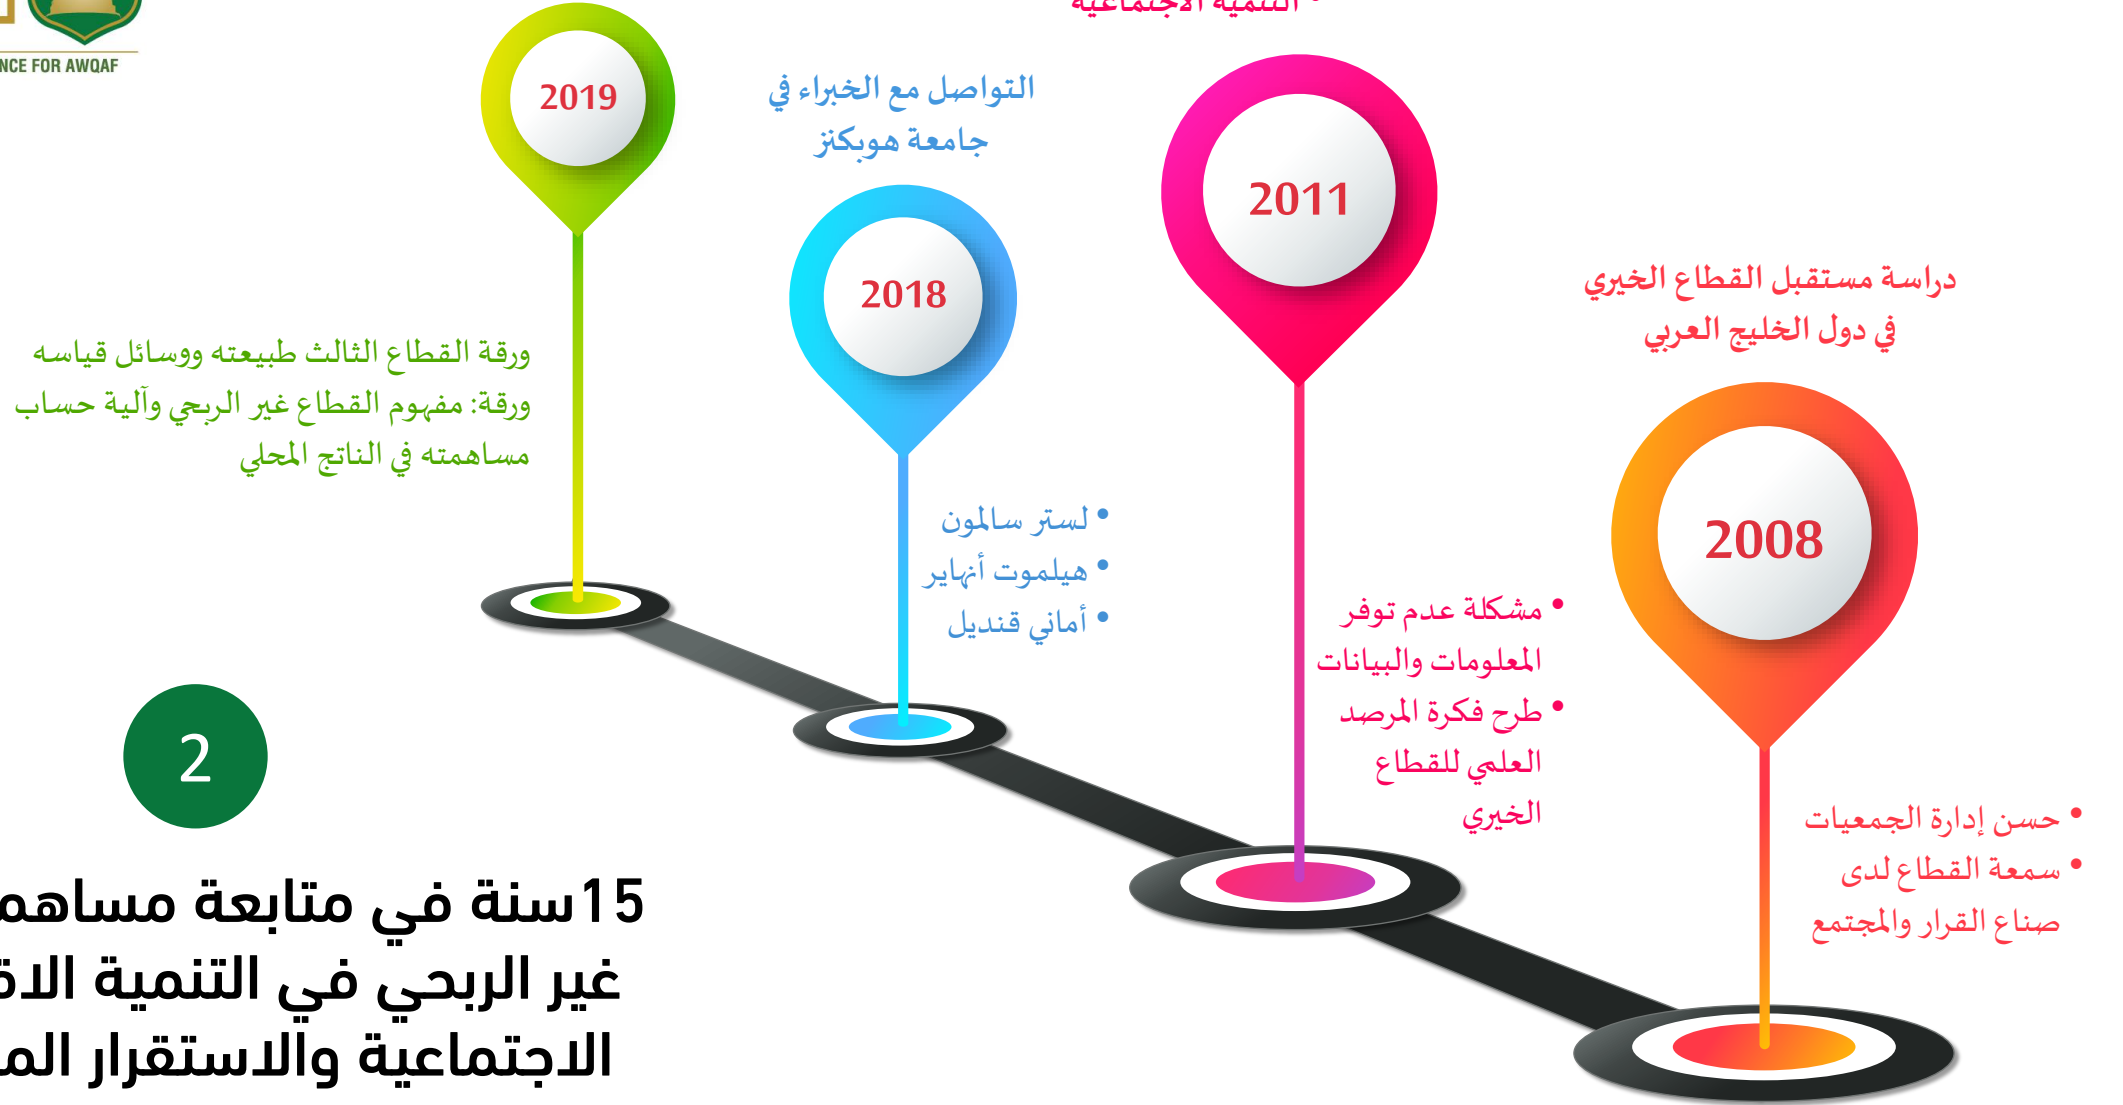 NCE FOR AWQAF
• التنمية الاجتماعية
2008
دراسة مستقبل القطاع الخيري
في دول الخليج العربي
• حسن إدارة الجمعيات
• سمعة القطاع لدى
صناع القرار والمجتمع
2011
• مشكلة عدم توفر
المعلومات والبيانات
• طرح فكرة المرصد
العلمي للقطاع
الخيري
التواصل مع الخبراء في
جامعة هوبكنز
2018
• لستر سالمون
• هيلموت أنهاير
• أماني قنديل
2019
ورقة القطاع الثالث طبيعته ووسائل قياسه
ورقة: مفهوم القطاع غير الربحي وآلية حساب
مساهمته في الناتج المحلي
2
15سنة في متابعة
غير الربحي في التنمية
الاجتماعية والاستقرار